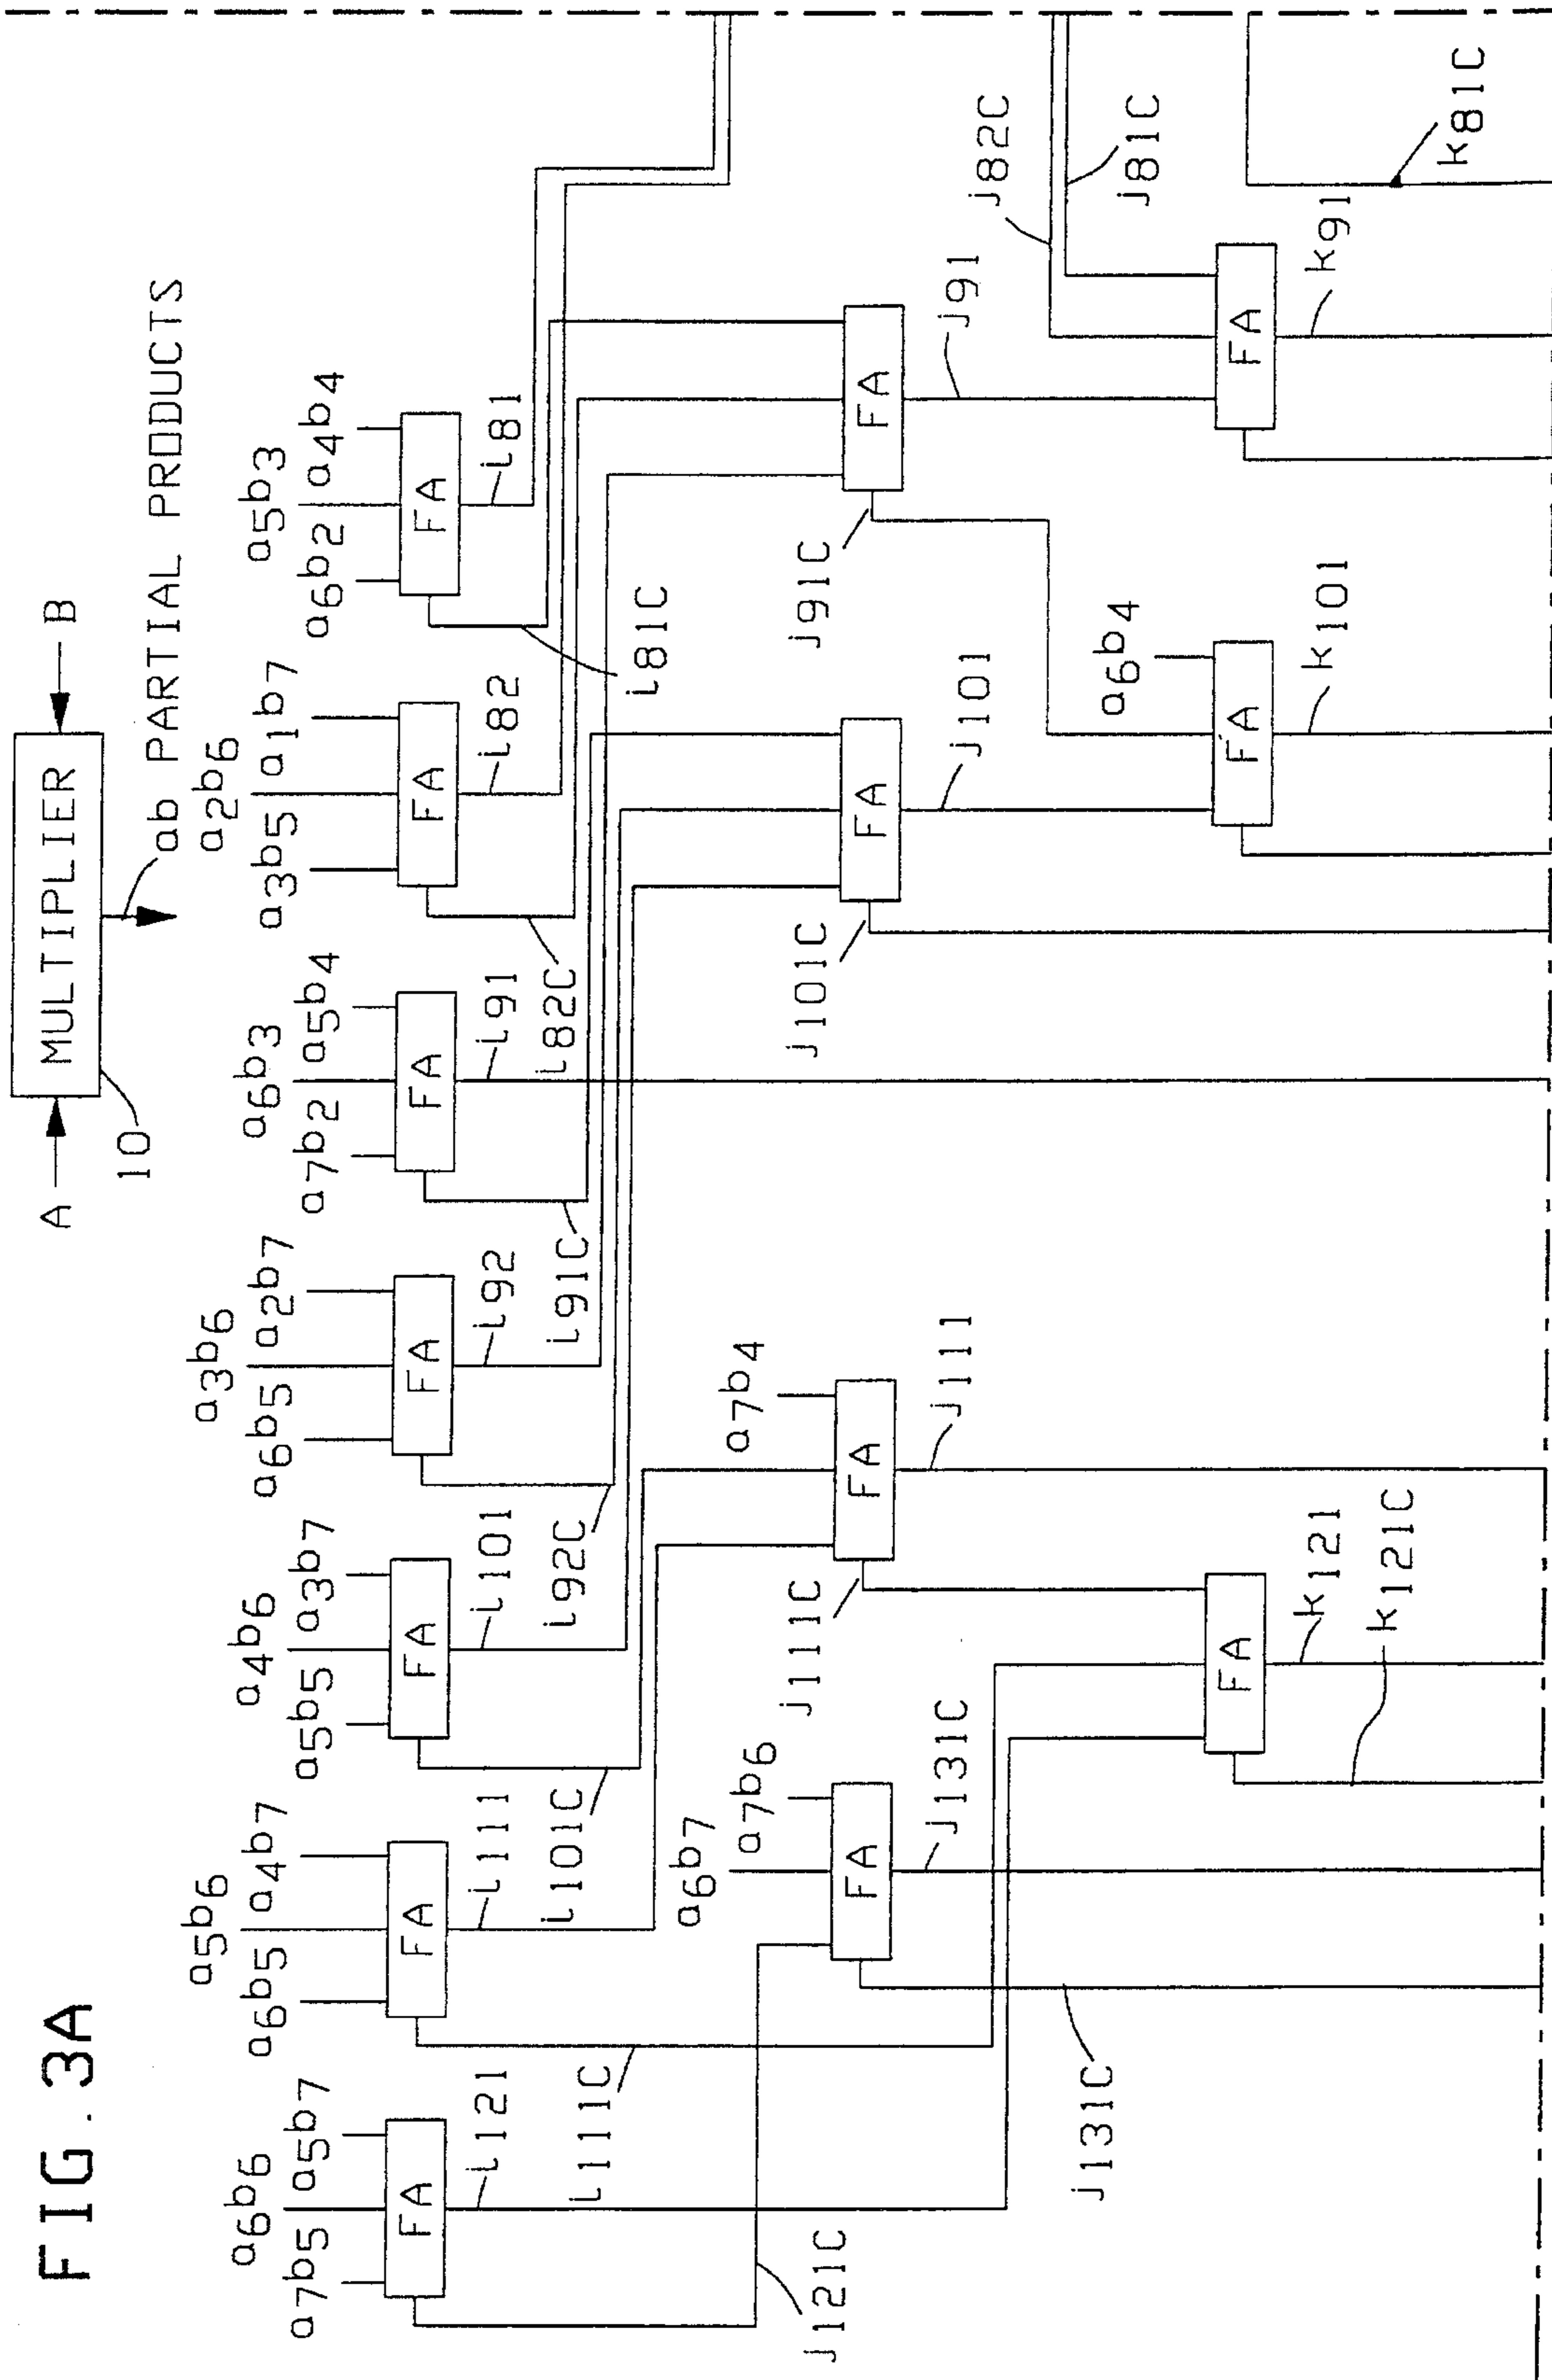 FIG. 3A
A
MULTIPLIER
B
10
ab PARTIAL PRODUCTS
a7b5 a6b6 a5b7
a6b5 a5b6 a4b7
a5b5 a4b6 a3b7
a6b5 a3b6 a2b7
a7b2 a6b3 a5b4
a3b5 a2b6 a1b7
a6b2 a5b3 a4b4
FA FA FA FA FA FA FA
i121 i111 i101 i92 i91 i82 i81
j121C i111C i101C i92C i91C i82C i81C
a6b7 a7b6
a7b4
FA FA FA FA
j131C j111C j111 j101C j101 j91C j91
j82C
j81C
a6b4
FA FA FA
j131C
k121
k121C
k101
k91
k81C